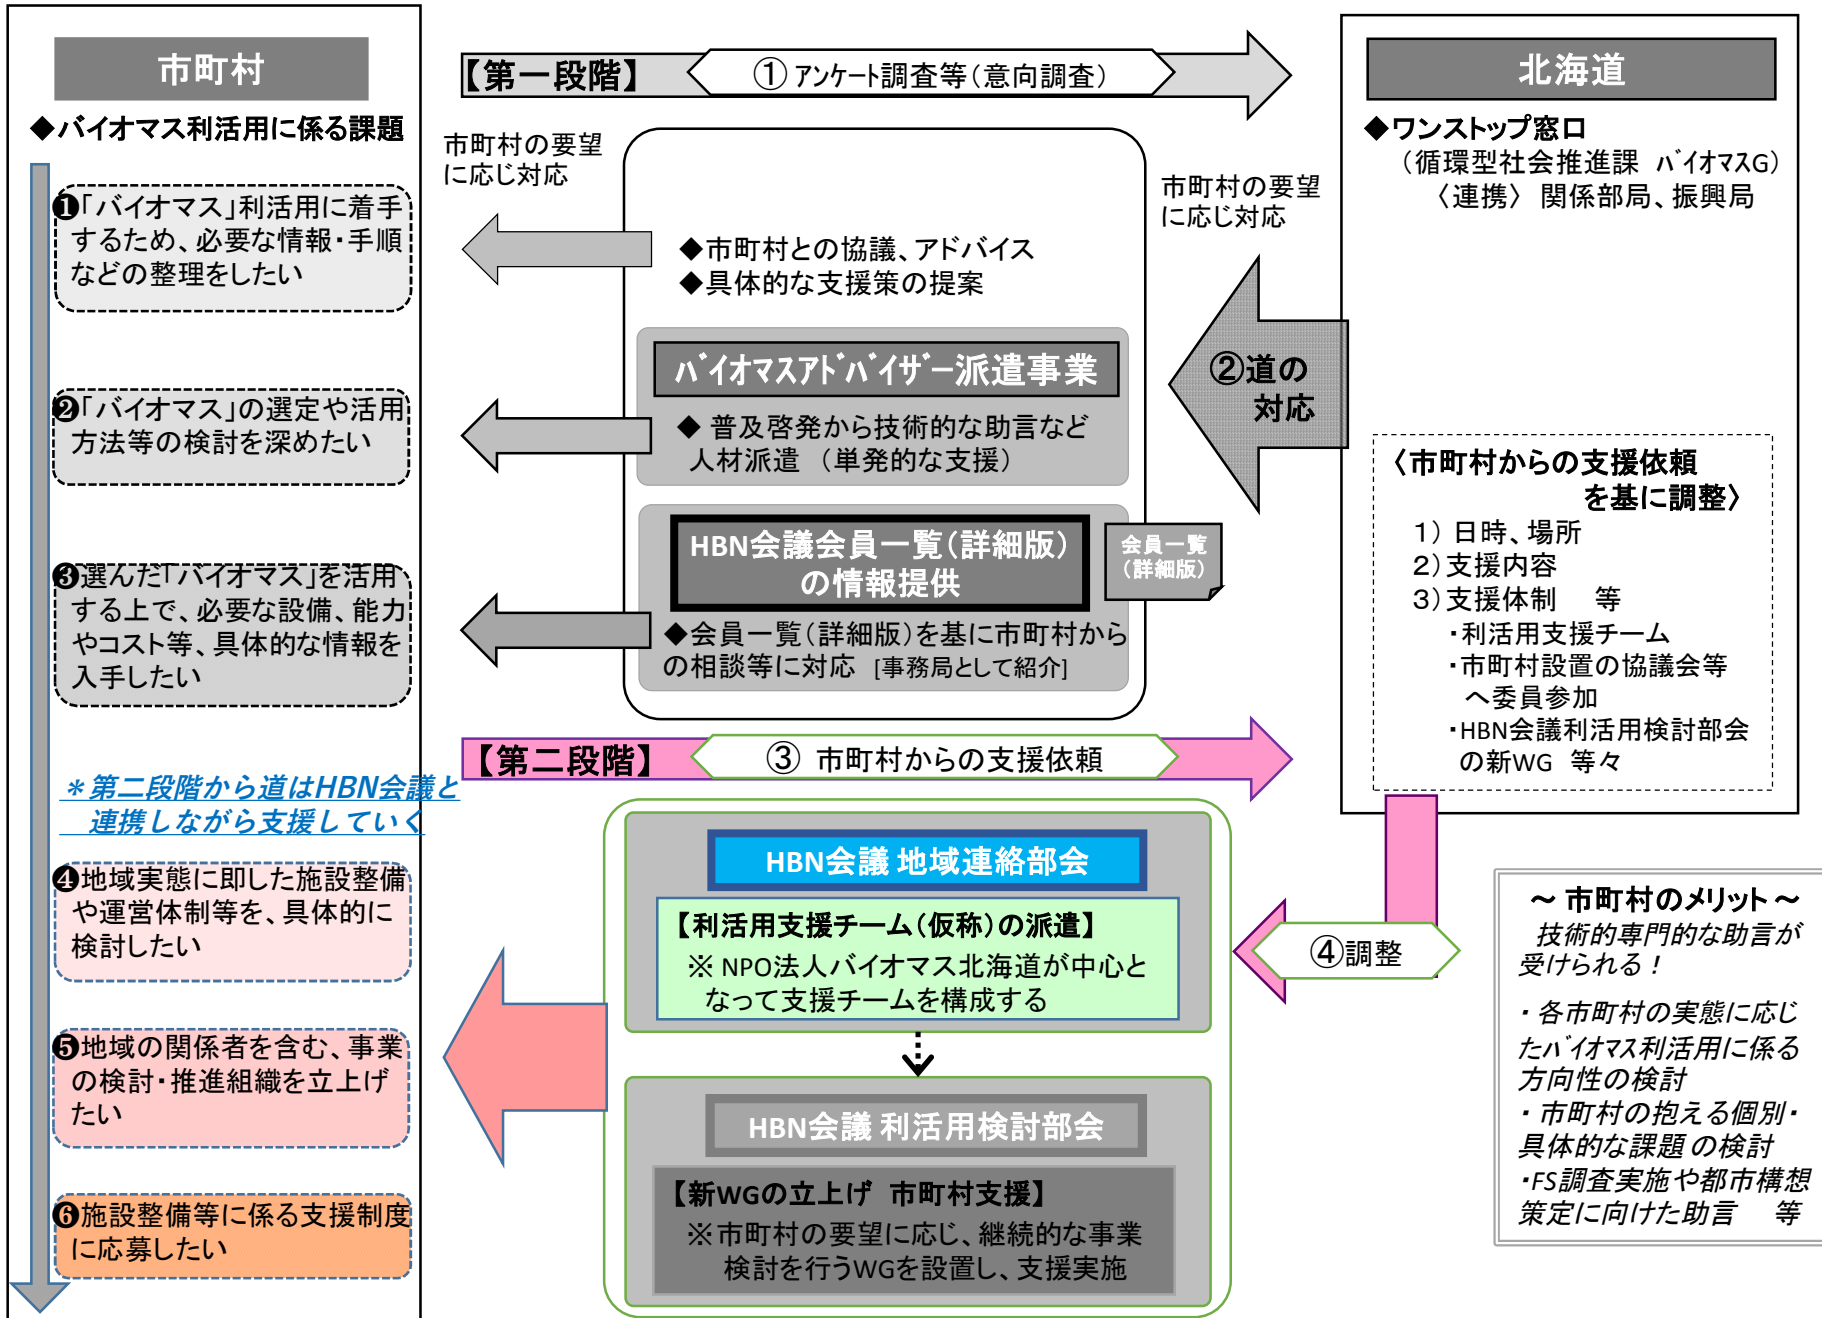 市町村
◆バイオマス利活用に係る課題
❶「バイオマス」利活用に着手
するため、必要な情報・手順
などの整理をしたい
❷「バイオマス」の選定や活用
方法等の検討を深めたい
❸選んだ「バイオマス」を活用
する上で、必要な設備、能力
やコスト等、具体的な情報を
入手したい
＊第二段階から道はHBN会議と
連携しながら支援していく
❹地域実態に即した施設整備
や運営体制等を、具体的に
検討したい
❺地域の関係者を含む、事業
の検討・推進組織を立上げ
たい
❻施設整備等に係る支援制度
に応募したい
【第一段階】
①アンケート調査等（意向調査）
市町村の要望
に応じ対応
◆市町村との協議、アドバイス
◆具体的な支援策の提案
ﾊﾞｲｵﾏｽｱﾄﾞﾊﾞｲｻﾞｰ派遣事業
◆ 普及啓発から技術的な助言など
人材派遣 （単発的な支援）
HBN会議会員一覧（詳細版）
の情報提供
会員一覧
（詳細版）
◆会員一覧（詳細版）を基に市町村から
の相談等に対応 [事務局として紹介]
市町村の要望
に応じ対応
②道の
対応
北海道
◆ワンストップ窓口
（循環型社会推進課 ﾊﾞｲｵﾏｽG）
〈連携〉 関係部局、振興局
〈市町村からの支援依頼
を基に調整〉
１）日時、場所
２）支援内容
３）支援体制 等
・利活用支援チーム
・市町村設置の協議会等
へ委員参加
・HBN会議利活用検討部会
の新WG 等々
【第二段階】
③ 市町村からの支援依頼
HBN会議 地域連絡部会
【利活用支援チーム（仮称）の派遣】
※ NPO法人バイオマス北海道が中心と
なって支援チームを構成する
HBN会議 利活用検討部会
【新WGの立上げ 市町村支援】
※市町村の要望に応じ、継続的な事業
検討を行うWGを設置し、支援実施
④調整
～ 市町村のメリット ～
技術的専門的な助言が
受けられる！
・各市町村の実態に応じ
たﾊﾞｲｵﾏｽ利活用に係る
方向性の検討
・市町村の抱える個別・
具体的な課題の検討
・FS調査実施や都市構想
策定に向けた助言 等